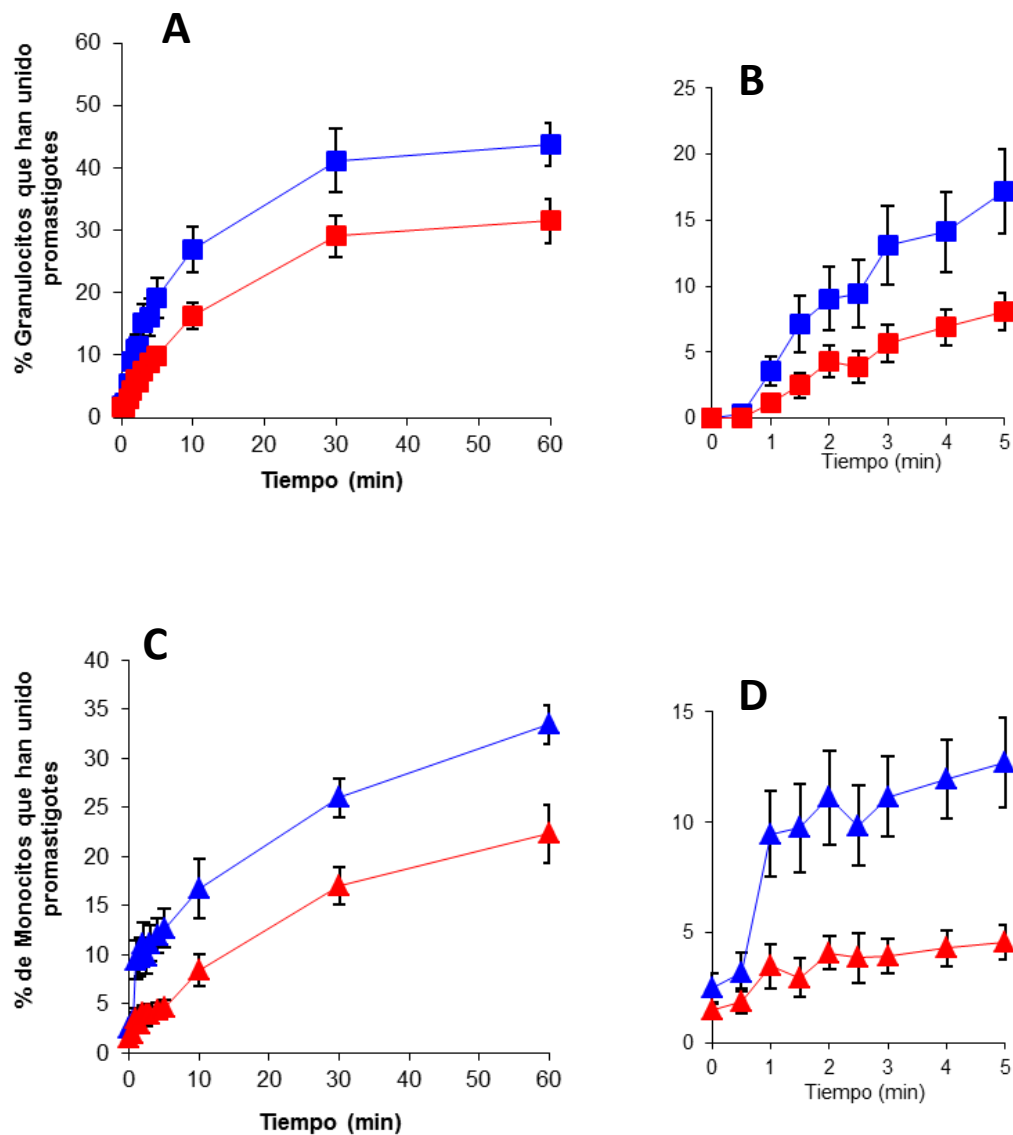 A
% Granulocitos que han unido
promastigotes
60
50
40
30
20
10
0
0 10 20 30 40 50 60
Tiempo (min)
B
25
20
15
10
5
0
0 1 2 3 4 5
Tiempo (min)
C
% de Monocitos que han unido
promastigotes
40
35
30
25
20
15
10
5
0
0 10 20 30 40 50 60
Tiempo (min)
D
15
10
5
0
0 1 2 3 4 5
Tiempo (min)